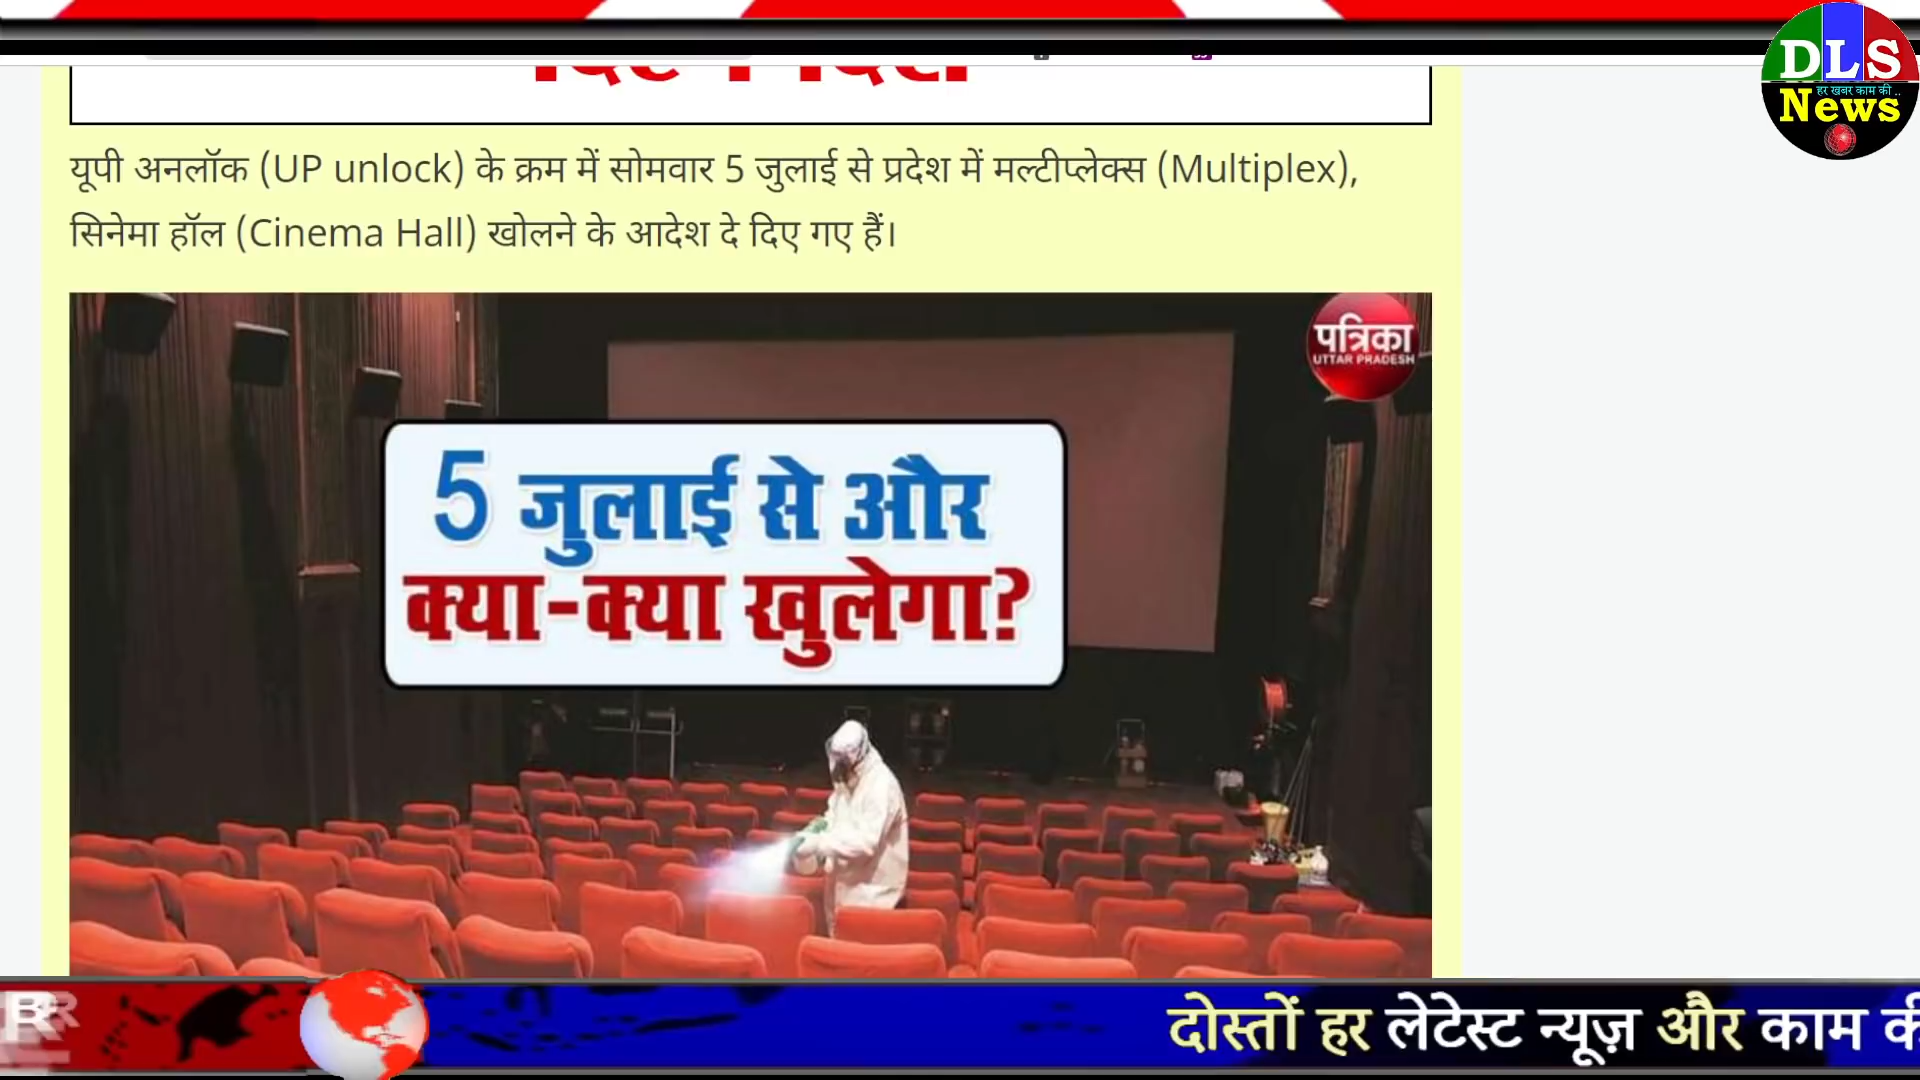 DLS
हर खबर काम की ..
News
यूपी अनलॉक (UP unlock) के क्रम में सोमवार 5 जुलाई से प्रदेश में मल्टीप्लेक्स (Multiplex),
सिनेमा हॉल (Cinema Hall) खोलने के आदेश दे दिए गए हैं।
पत्रिका
UTTAR PRADESH
5 जुलाई से और
क्या-क्या खुलेगा?
दोस्तों हर लेटेस्ट न्यूज़ और काम की